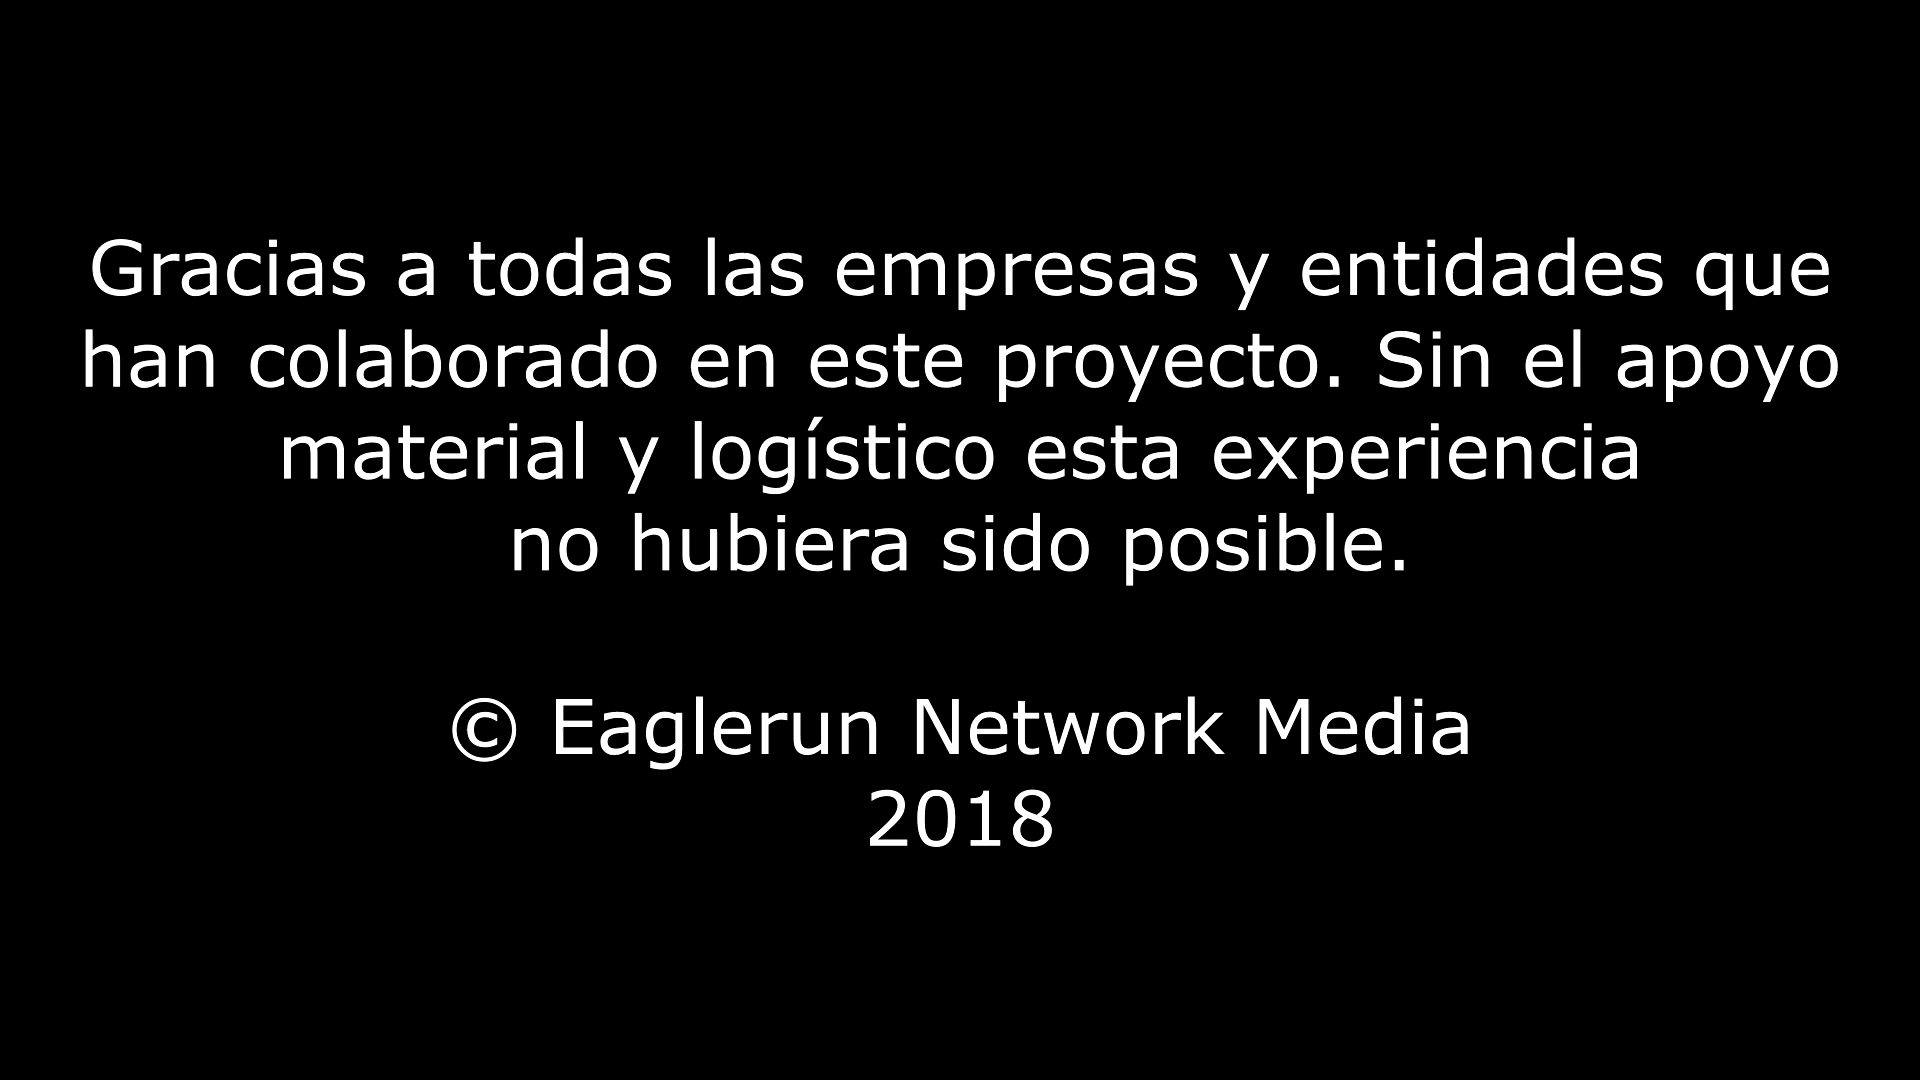 Gracias a todas las empresas y entidades que
han colaborado en este proyecto. Sin el apoyo
material y logístico esta experiencia
no hubiera sido posible.
© Eaglerun Network Media
2018